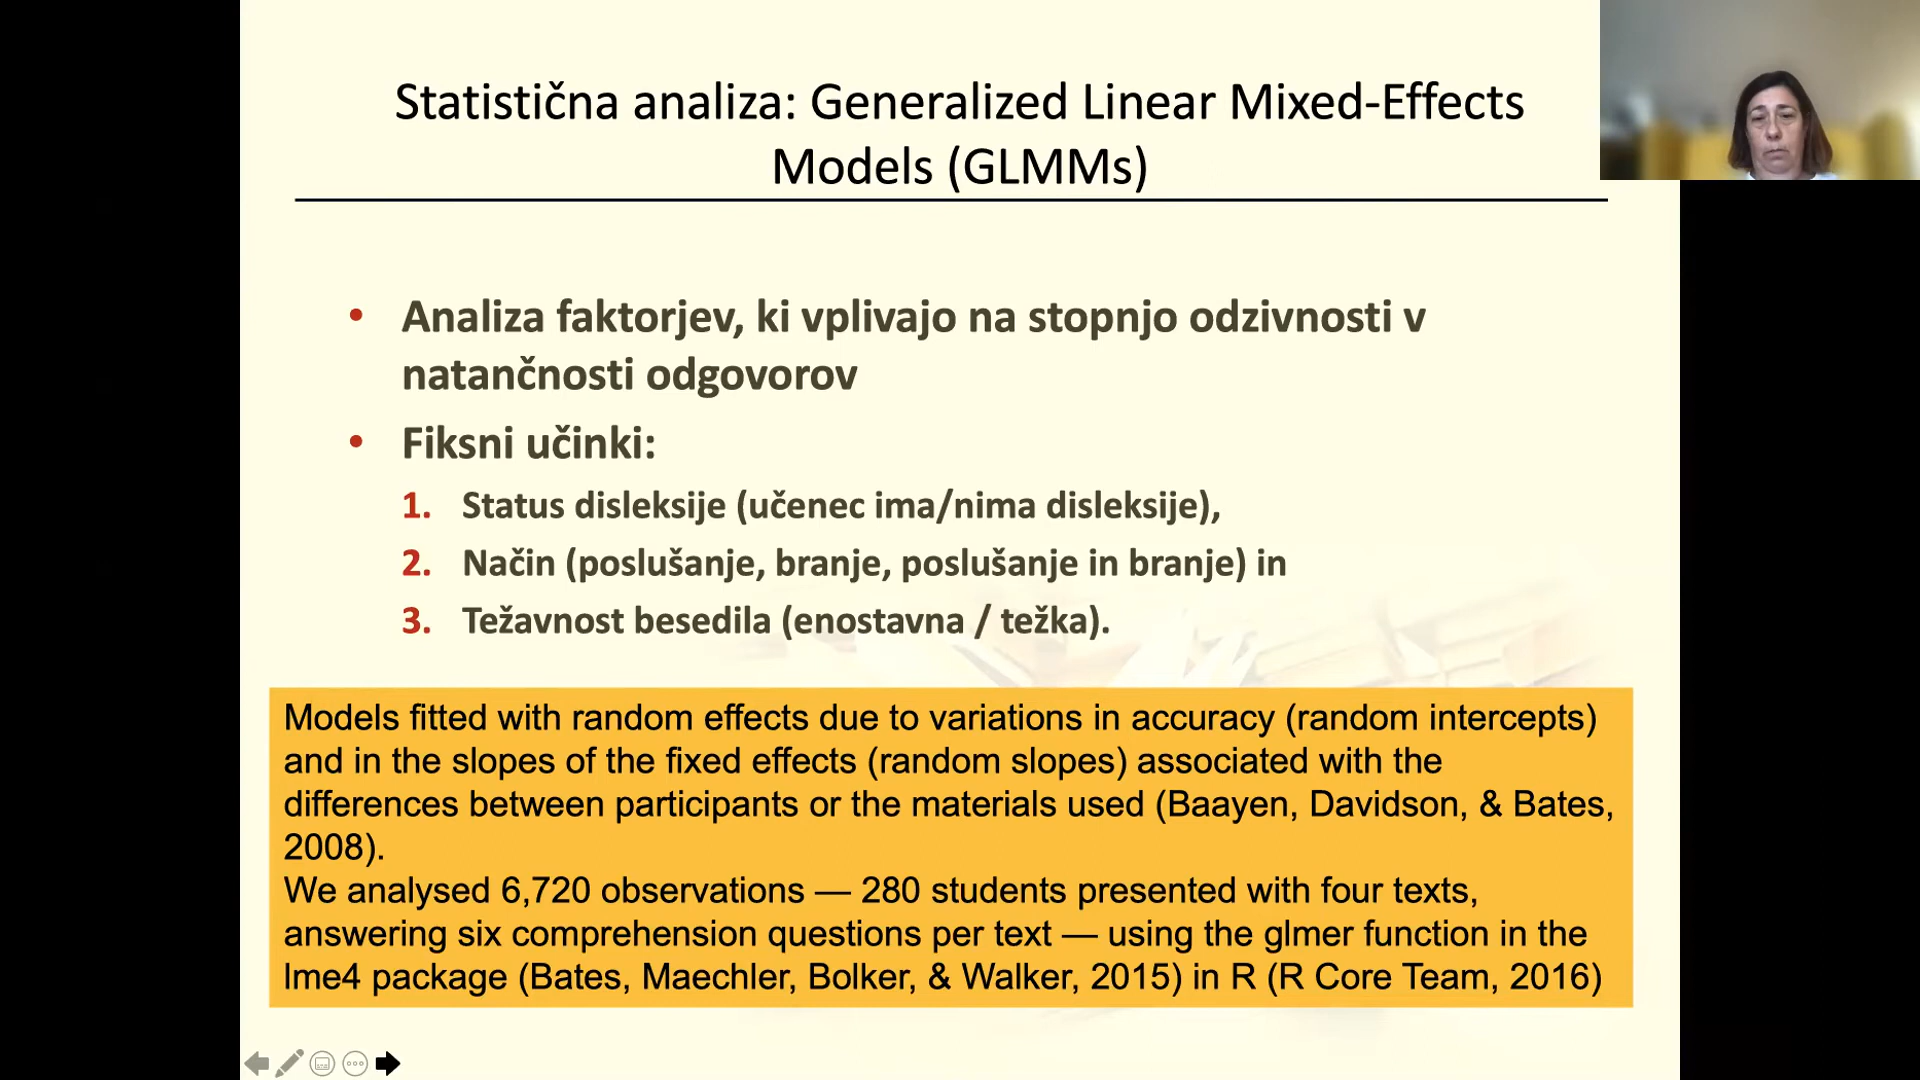 Statistična analiza: Generalized Linear Mixed-Effects
Models (GLMMs)
• Analiza faktorjev, ki vplivajo na stopnjo odzivnosti v
natančnosti odgovorov
• Fiksni učinki:
1. Status disleksije (učenec ima/nima disleksije),
2. Način (poslušanje, branje, poslušanje in branje) in
3. Težavnost besedila (enostavna / težka).
Models fitted with random effects due to variations in accuracy (random intercepts)
and in the slopes of the fixed effects (random slopes) associated with the
differences between participants or the materials used (Baayen, Davidson, & Bates,
2008).
We analysed 6,720 observations — 280 students presented with four texts,
answering six comprehension questions per text — using the glmer function in the
lme4 package (Bates, Maechler, Bolker, & Walker, 2015) in R (R Core Team, 2016)